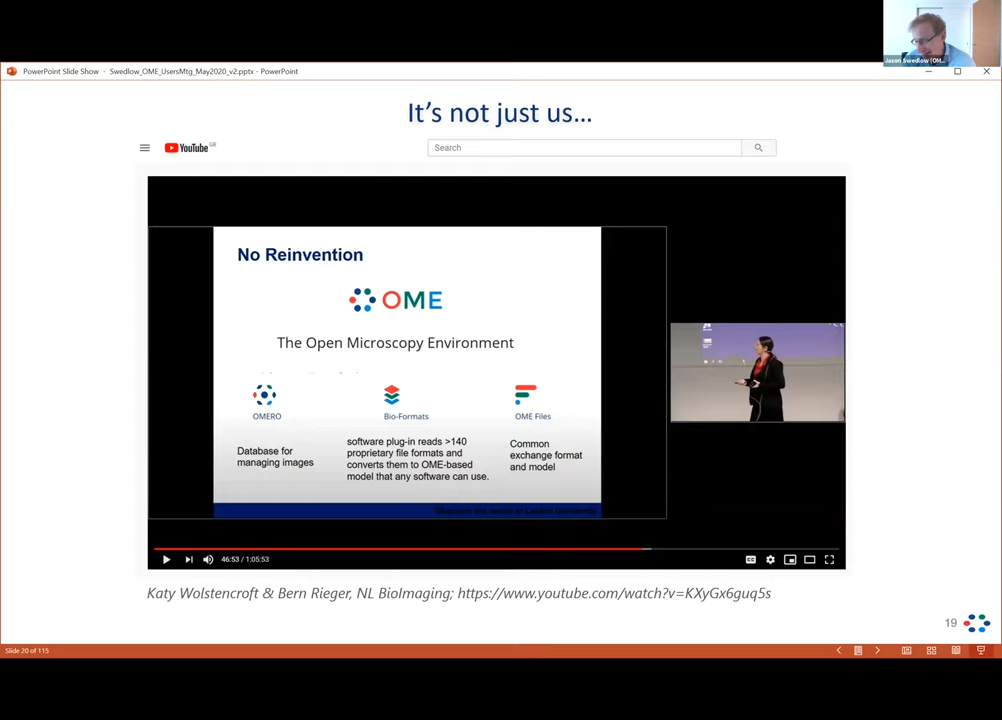 Jason Swedlow (OM...
PowerPoint Slide Show - Swedlow_OME_UsersMtg_May2020_v2.pptx - PowerPoint
It's not just us...
YouTube GB
Search
No Reinvention
OME
The Open Microscopy Environment
OMERO
Bio-Formats
OME Files
Database for
managing images
software plug-in reads >140
proprietary file formats and
converts them to OME-based
model that any software can use.
Common
exchange format
and model
46:53 / 1:05:53
Katy Wolstencroft & Bern Rieger, NL BioImaging; https://www.youtube.com/watch?v=KXyGx6guq5s
19
Slide 20 of 115